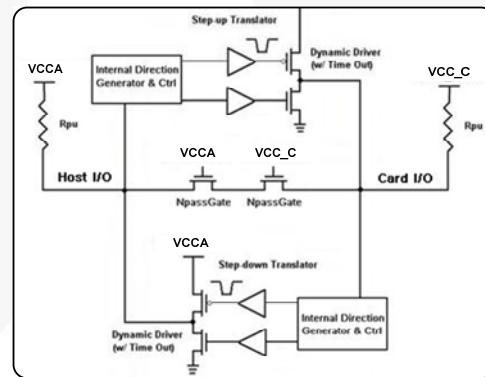 Step-up Translator
Dynamic Driver
(w/ Time Out)
Internal Direction
Generator & Ctrl
VCCA
VCC_C
Rpu
Rpu
VCCA
VCC_C
Host I/O
Card I/O
NpassGate
NpassGate
VCCA
Step-down Translator
Dynamic Driver
(w/ Time Out)
Internal Direction
Generator & Ctrl